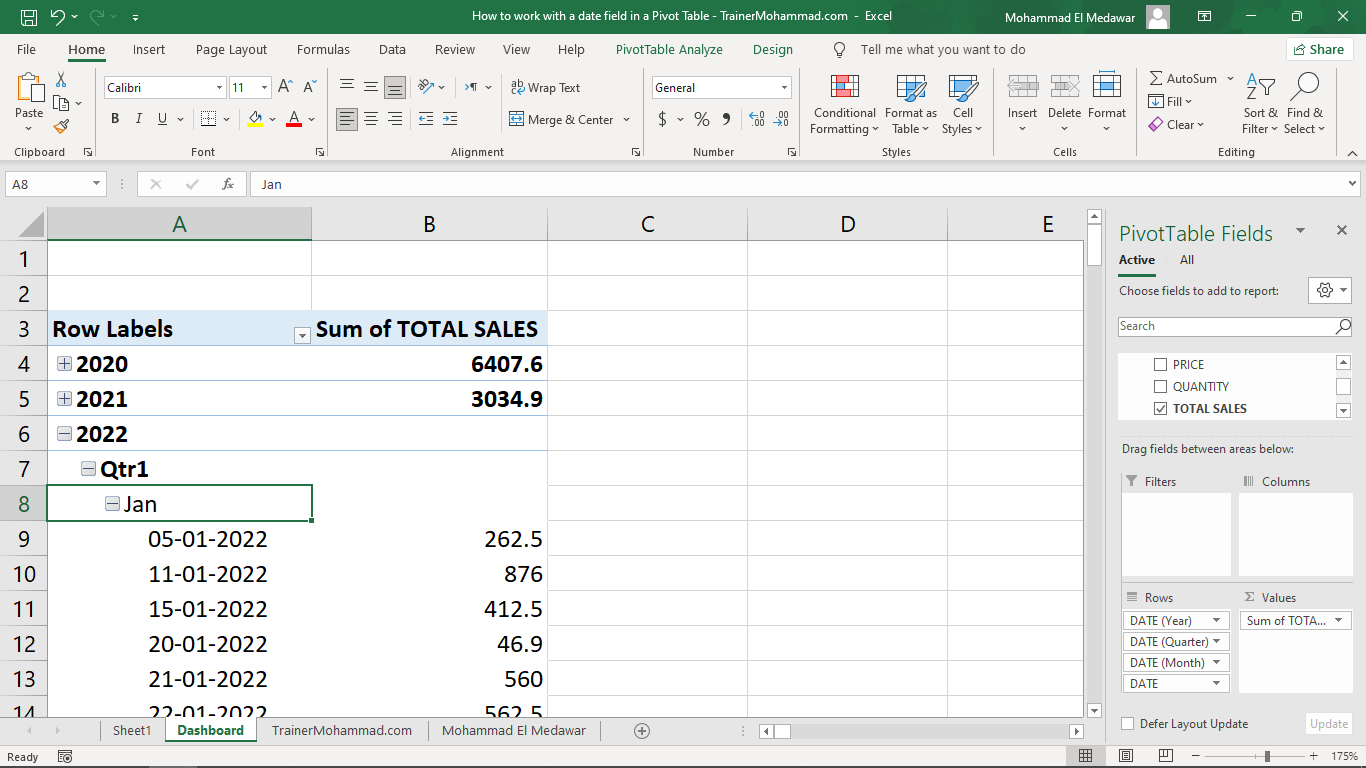 How to work with a date field in a Pivot Table - TrainerMohammad.com - Excel
Mohammad El Medawar
File Home Insert Page Layout Formulas Data Review View Help PivotTable Analyze Design Tell me what you want to do Share
Calibri 11 A^ Aˇ ab Wrap Text General AutoSum
Paste B I U A Merge & Center $ % , Conditional Formatting Format as Table Cell Styles Insert Delete Format Fill Sort & Filter Find & Select
Clear
Clipboard Font Alignment Number Styles Cells Editing
A8 fx Jan
A B C D E
1
2
3 Row Labels Sum of TOTAL SALES
4 2020 6407.6
5 2021 3034.9
6 2022
7 Qtr1
8 Jan
9 05-01-2022 262.5
10 11-01-2022 876
11 15-01-2022 412.5
12 20-01-2022 46.9
13 21-01-2022 560
14 22-01-2022 562.5
PivotTable Fields
Active All
Choose fields to add to report:
Search
PRICE
QUANTITY
TOTAL SALES
Drag fields between areas below:
Filters Columns
Rows Σ Values
DATE (Year) Sum of TOTA...
DATE (Quarter)
DATE (Month)
DATE
Defer Layout Update Update
Sheet1 Dashboard TrainerMohammad.com Mohammad El Medawar
Ready 175%